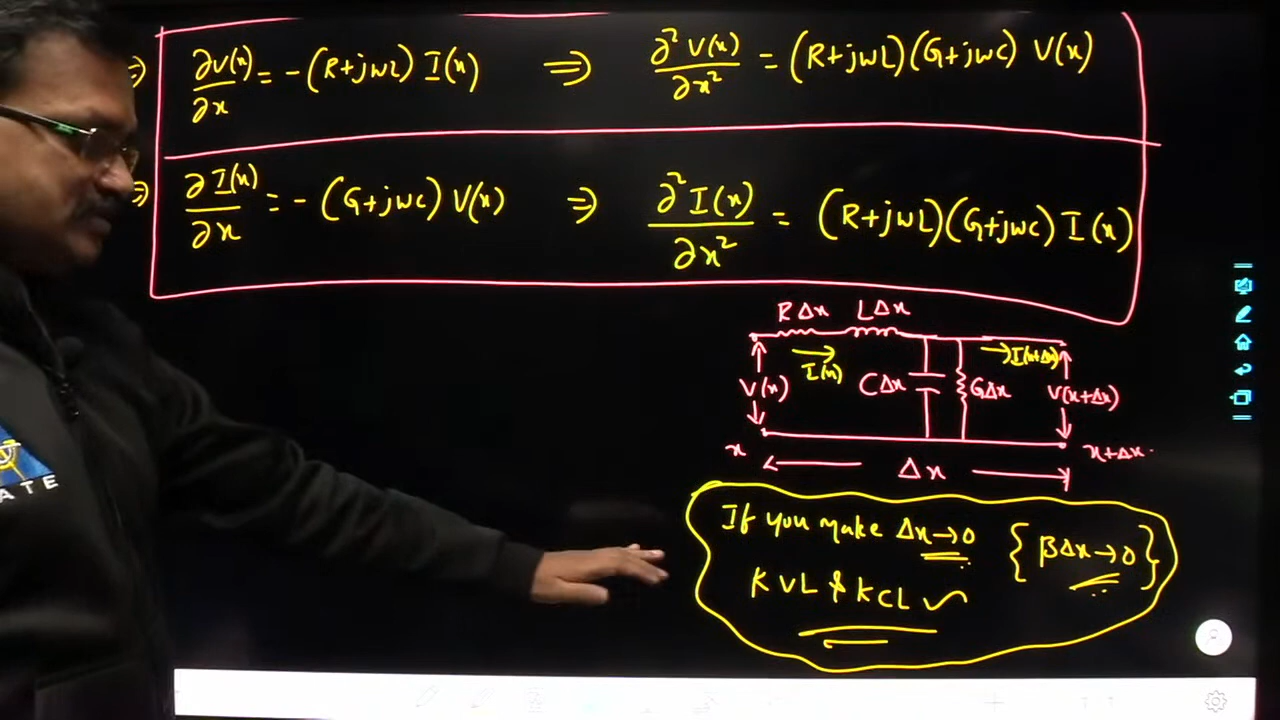 ⇒ ∂V(x)/∂x = -(R+jωL) I(x) ⇒ ∂²V(x)/∂x² = (R+jωL)(G+jωC) V(x)
⇒ ∂I(x)/∂x = -(G+jωC) V(x) ⇒ ∂²I(x)/∂x² = (R+jωL)(G+jωC) I(x)
RΔx LΔx
I(x) I(x+Δx)
V(x) CΔx GΔx V(x+Δx)
x x+Δx
Δx
If you make Δx→0 {βΔx→0}
KVL & KCL
ATE